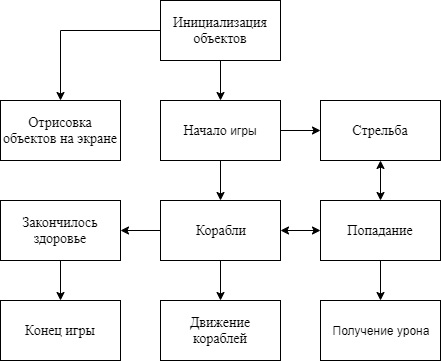 Инициализация
объектов
Отрисовка
объектов на экране
Начало игры
Стрельба
Закончилось
здоровье
Корабли
Попадание
Конец игры
Движение
кораблей
Получение урона